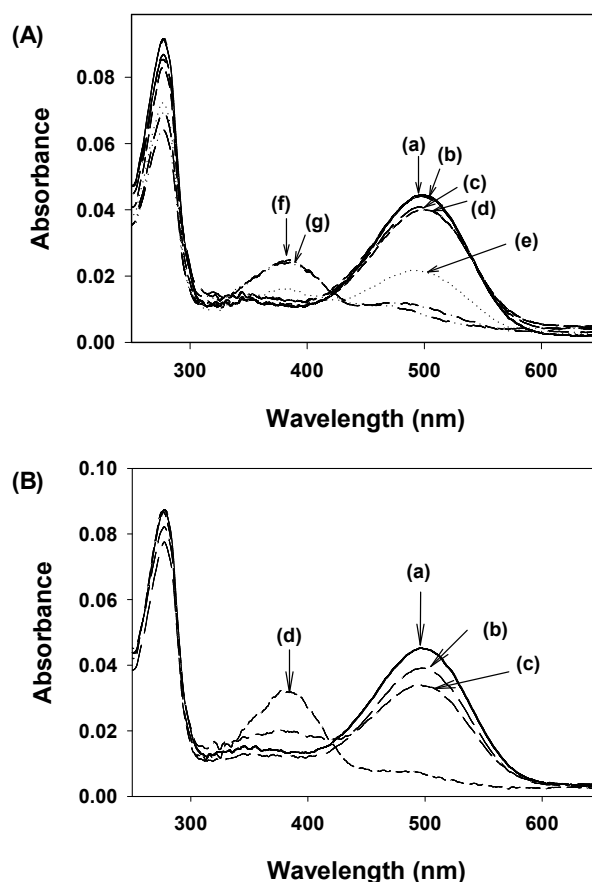 (A)
0.08
0.06
0.04
0.02
0.00
Absorbance
(a)
(b)
(c)
(d)
(e)
(f)
(g)
300
400
500
600
Wavelength (nm)
(B)
0.10
0.08
0.06
0.04
0.02
0.00
Absorbance
(a)
(b)
(c)
(d)
300
400
500
600
Wavelength (nm)